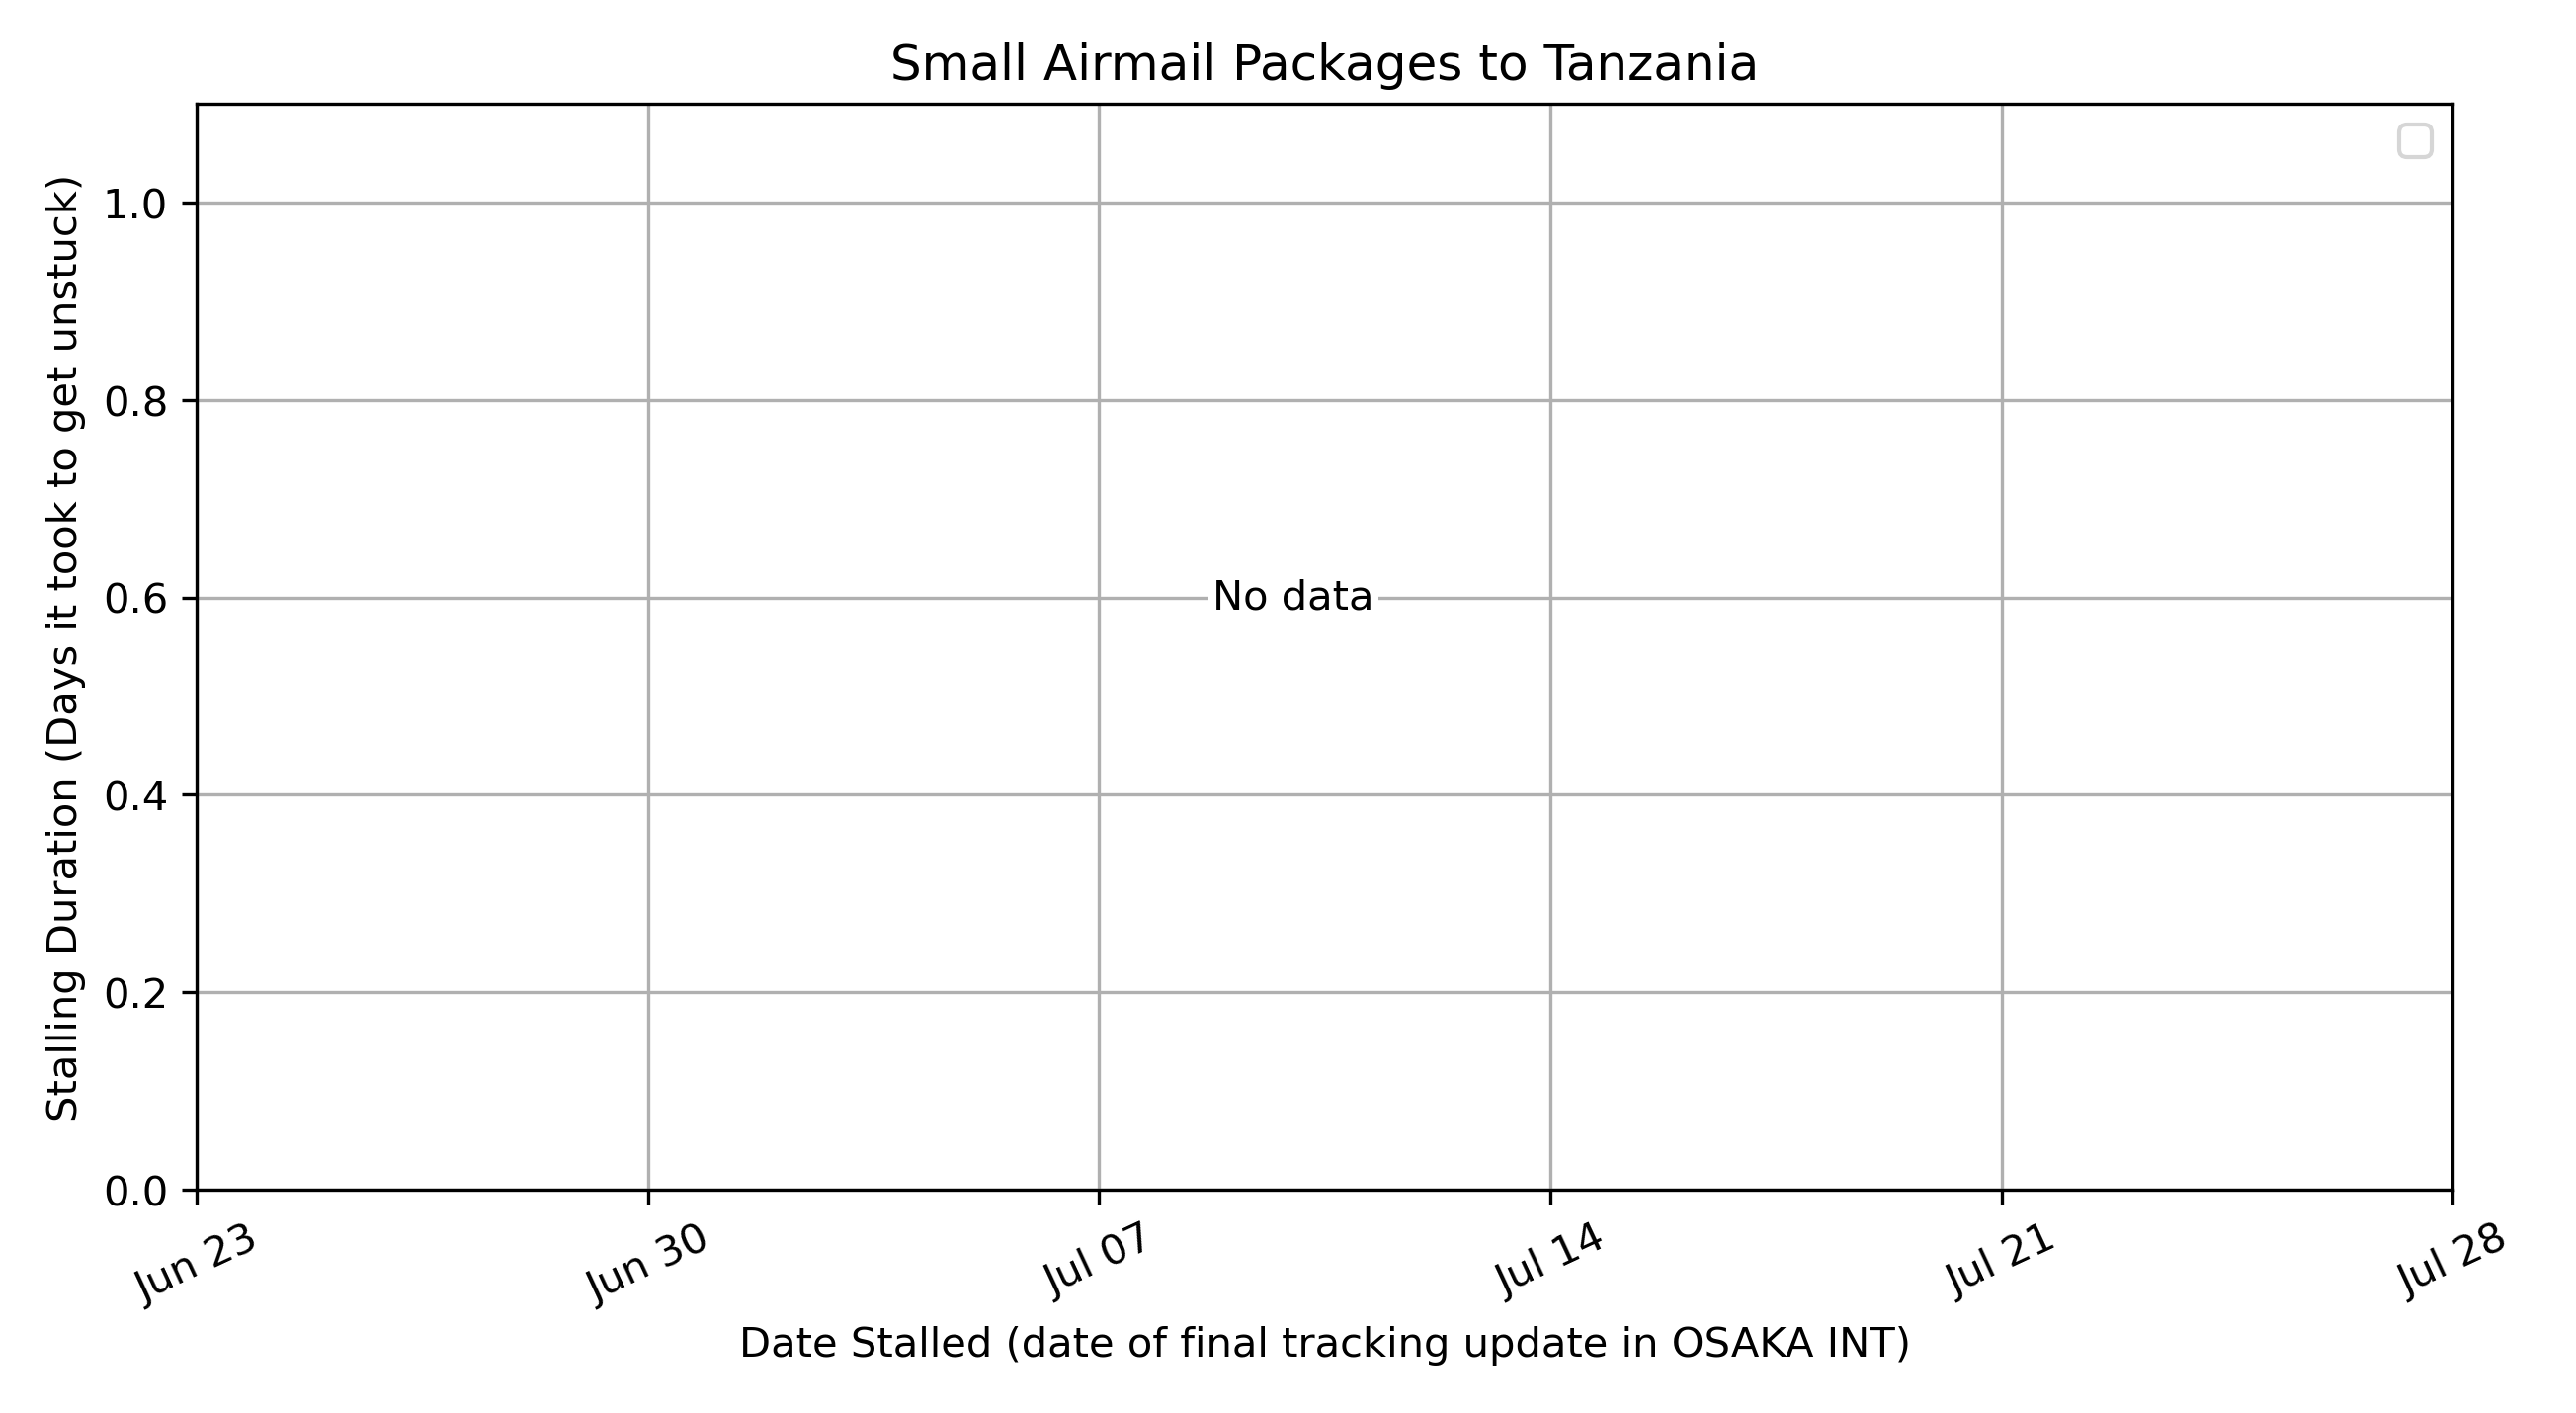 Small Airmail Packages to Tanzania
Stalling Duration (Days it took to get unstuck)
1.0
0.8
0.6
0.4
0.2
0.0
No data
Jun 23
Jun 30
Jul 07
Jul 14
Jul 21
Jul 28
Date Stalled (date of final tracking update in OSAKA INT)